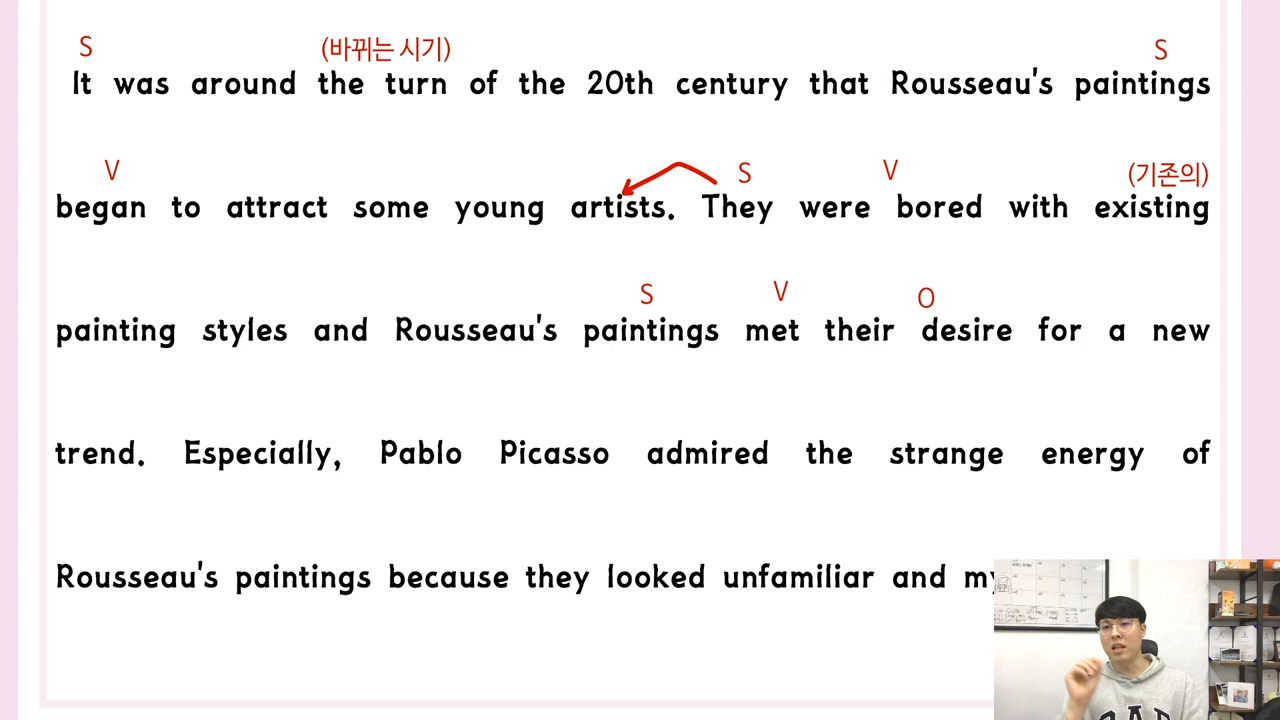 S (바뀌는 시기) S
It was around the turn of the 20th century that Rousseau's paintings
V S V (기존의)
began to attract some young artists. They were bored with existing
S V O
painting styles and Rousseau's paintings met their desire for a new
trend. Especially, Pablo Picasso admired the strange energy of
Rousseau's paintings because they looked unfamiliar and my
GAP